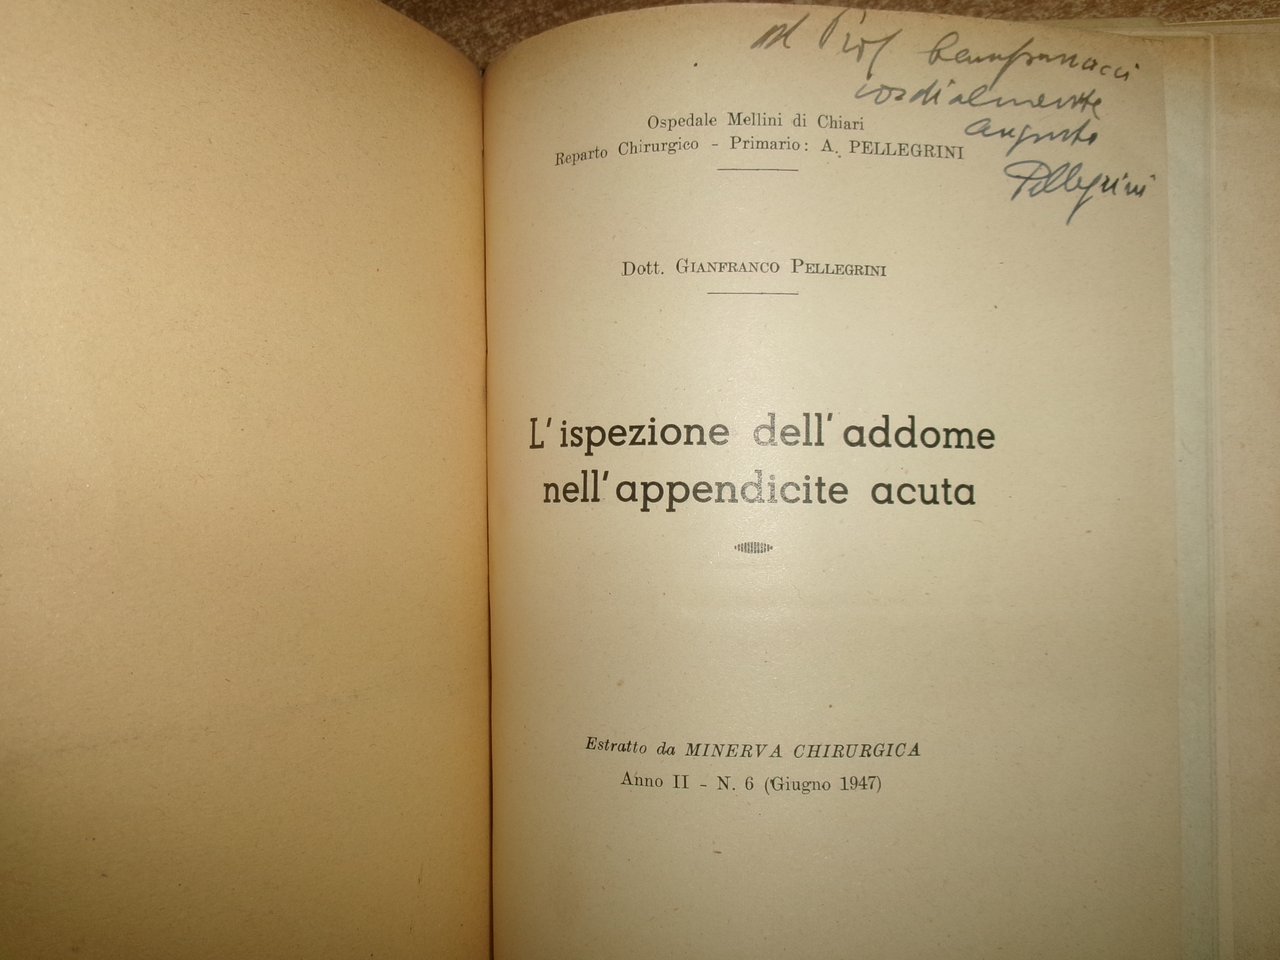 al Prof
cordialmente
Augusto
Pellegrini
Ospedale Mellini di Chiari
Reparto Chirurgico - Primario: A. PELLEGRINI
Dott. GIANFRANCO PELLEGRINI
L'ispezione dell'addome
nell'appendicite acuta
Estratto da MINERVA CHIRURGICA
Anno II - N. 6 (Giugno 1947)